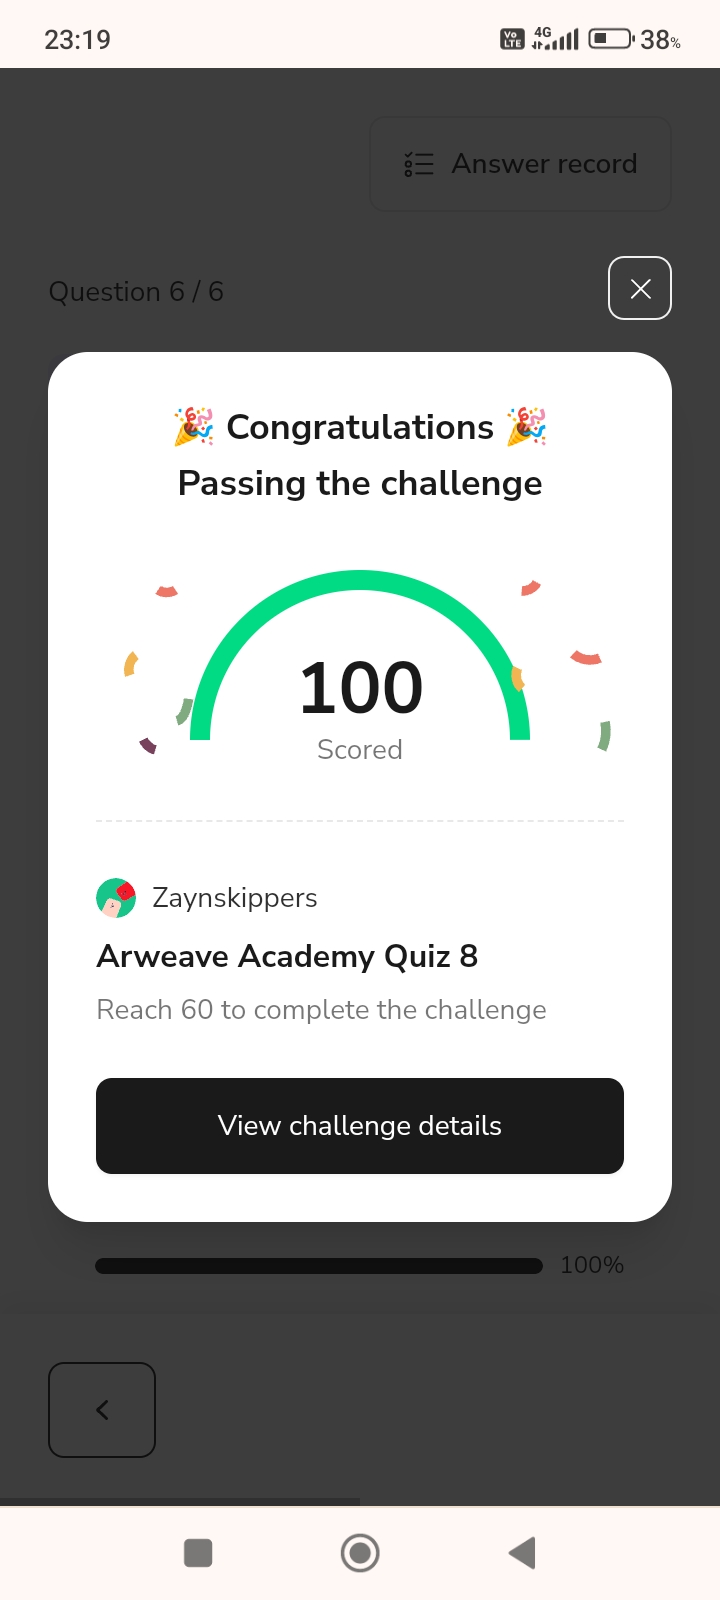 23:19
Vo LTE 4G 38%
Answer record
Question 6 / 6
🎉 Congratulations 🎉
Passing the challenge
100
Scored
Zaynskippers
Arweave Academy Quiz 8
Reach 60 to complete the challenge
View challenge details
100%